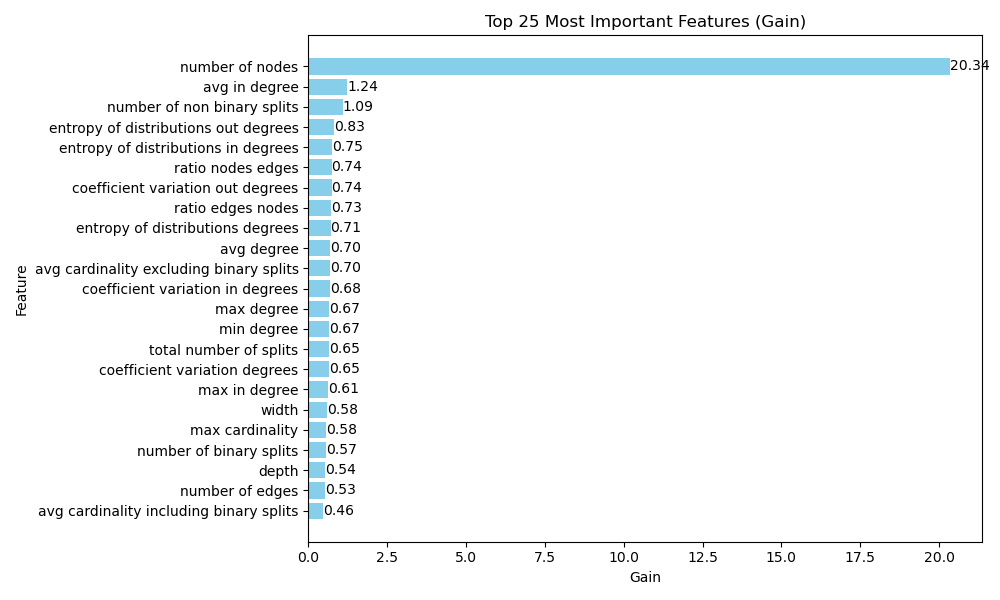 Top 25 Most Important Features (Gain)
number of nodes 20.34
avg in degree 1.24
number of non binary splits 1.09
entropy of distributions out degrees 0.83
entropy of distributions in degrees 0.75
ratio nodes edges 0.74
coefficient variation out degrees 0.74
ratio edges nodes 0.73
entropy of distributions degrees 0.71
avg degree 0.70
avg cardinality excluding binary splits 0.70
coefficient variation in degrees 0.68
max degree 0.67
min degree 0.67
total number of splits 0.65
coefficient variation degrees 0.65
max in degree 0.61
width 0.58
max cardinality 0.58
number of binary splits 0.57
depth 0.54
number of edges 0.53
avg cardinality including binary splits 0.46
Feature
0.0 2.5 5.0 7.5 10.0 12.5 15.0 17.5 20.0
Gain